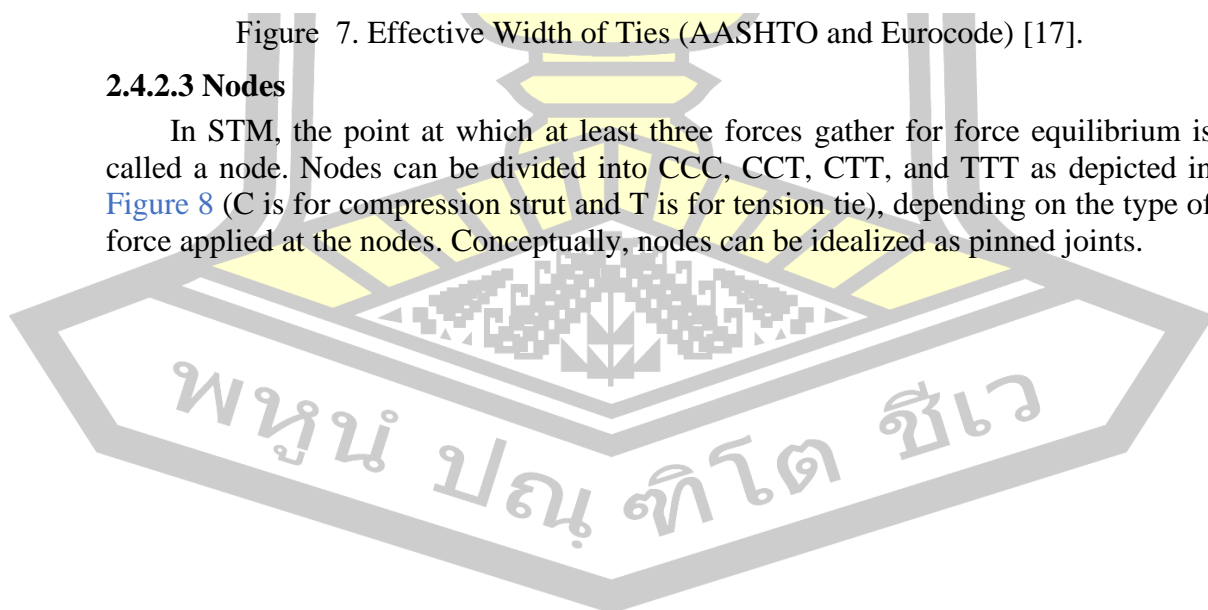 Figure 7. Effective Width of Ties (AASHTO and Eurocode) [17].
2.4.2.3 Nodes
In STM, the point at which at least three forces gather for force equilibrium is
called a node. Nodes can be divided into CCC, CCT, CTT, and TTT as depicted in
Figure 8 (C is for compression strut and T is for tension tie), depending on the type of
force applied at the nodes. Conceptually, nodes can be idealized as pinned joints.
พหูนํ ปณฺฑิโต ชีเว